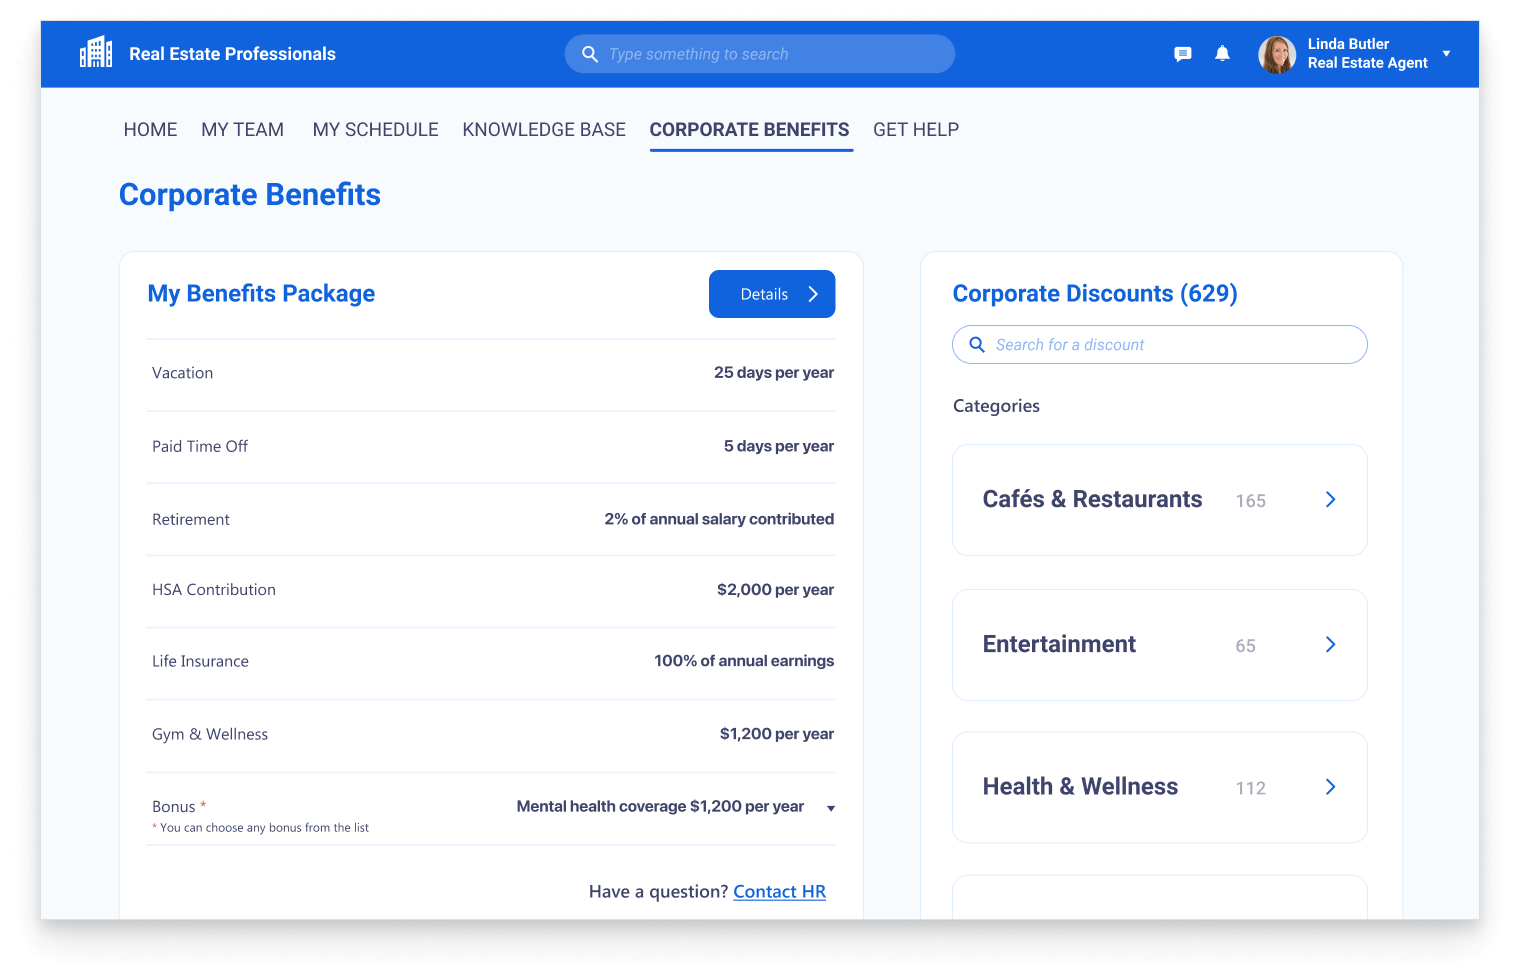 Real Estate Professionals
Type something to search
Linda Butler
Real Estate Agent
HOME MY TEAM MY SCHEDULE KNOWLEDGE BASE CORPORATE BENEFITS GET HELP
Corporate Benefits
My Benefits Package
Details
Vacation 25 days per year
Paid Time Off 5 days per year
Retirement 2% of annual salary contributed
HSA Contribution $2,000 per year
Life Insurance 100% of annual earnings
Gym & Wellness $1,200 per year
Bonus * Mental health coverage $1,200 per year
* You can choose any bonus from the list
Have a question? Contact HR
Corporate Discounts (629)
Search for a discount
Categories
Cafés & Restaurants 165
Entertainment 65
Health & Wellness 112